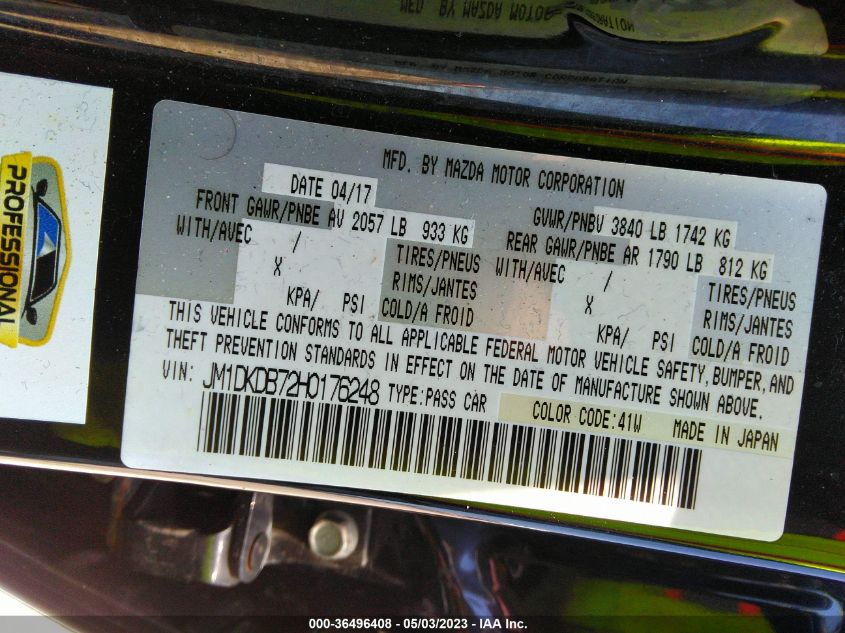 MFD. BY MAZDA MOTOR CORPORATION
DATE 04/17
GVWR/PNBV 3840 LB 1742 KG
FRONT GAWR/PNBE AV 2057 LB 933 KG
REAR GAWR/PNBE AR 1790 LB 812 KG
WITH/AVEC / TIRES/PNEUS
WITH/AVEC / TIRES/PNEUS
X RIMS/JANTES
X RIMS/JANTES
KPA/ PSI COLD/A FROID
KPA/ PSI COLD/A FROID
THIS VEHICLE CONFORMS TO ALL APPLICABLE FEDERAL MOTOR VEHICLE SAFETY, BUMPER, AND
THEFT PREVENTION STANDARDS IN EFFECT ON THE DATE OF MANUFACTURE SHOWN ABOVE.
VIN: JM1DKDB72H0176248 TYPE:PASS CAR COLOR CODE:41W MADE IN JAPAN
PROFESSIONAL
000-36496408 — 05/03/2023 — IAA Inc.